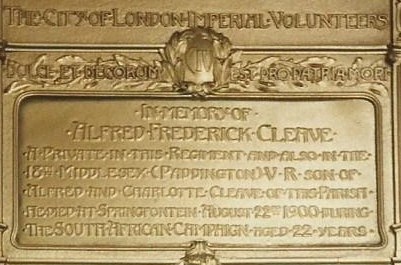 THE CITY OF LONDON IMPERIAL VOLUNTEERS
CIV
DULCE ET DECORUM EST PRO PATRIA MORI
·IN·MEMORY·OF·
·ALFRED·FREDERICK·CLEAVE·
·A·PRIVATE·IN·THIS·REGIMENT·AND·ALSO·IN·THE·
·18TH·MIDDLESEX·(PADDINGTON)V·R·SON·OF·
·ALFRED·AND·CHARLOTTE·CLEAVE·OF·THIS·PARISH·
·HE·DIED·AT·SPRINGFONTEIN·AUGUST·22ND·1900·DURING·
·THE·SOUTH·AFRICAN·CAMPAIGN·AGED·22·YEARS·